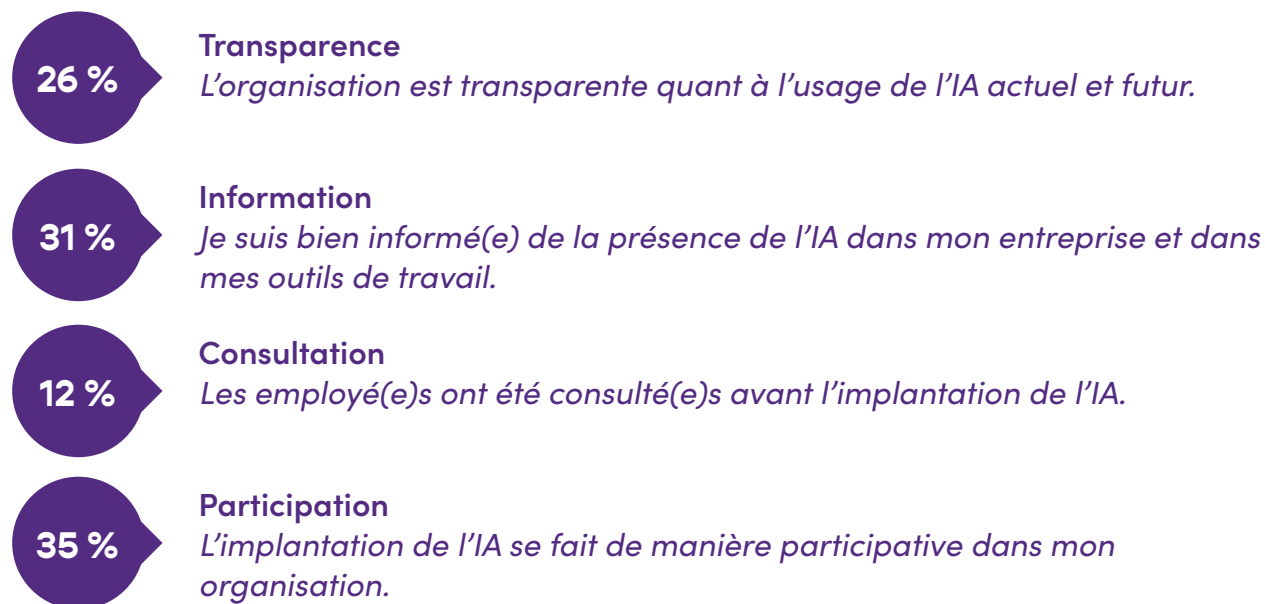 26 %
Transparence
L’organisation est transparente quant à l’usage de l’IA actuel et futur.
31 %
Information
Je suis bien informé(e) de la présence de l’IA dans mon entreprise et dans
mes outils de travail.
12 %
Consultation
Les employé(e)s ont été consulté(e)s avant l’implantation de l’IA.
35 %
Participation
L’implantation de l’IA se fait de manière participative dans mon
organisation.